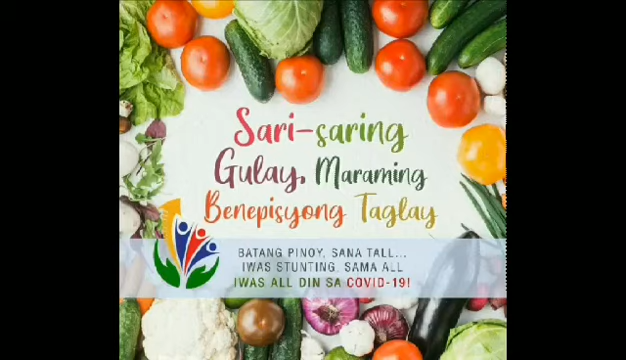 Sari-saring
Gulay, Maraming
Benepisyong Taglay
BATANG PINOY, SANA TALL...
IWAS STUNTING, SAMA ALL
IWAS ALL DIN SA COVID-19!